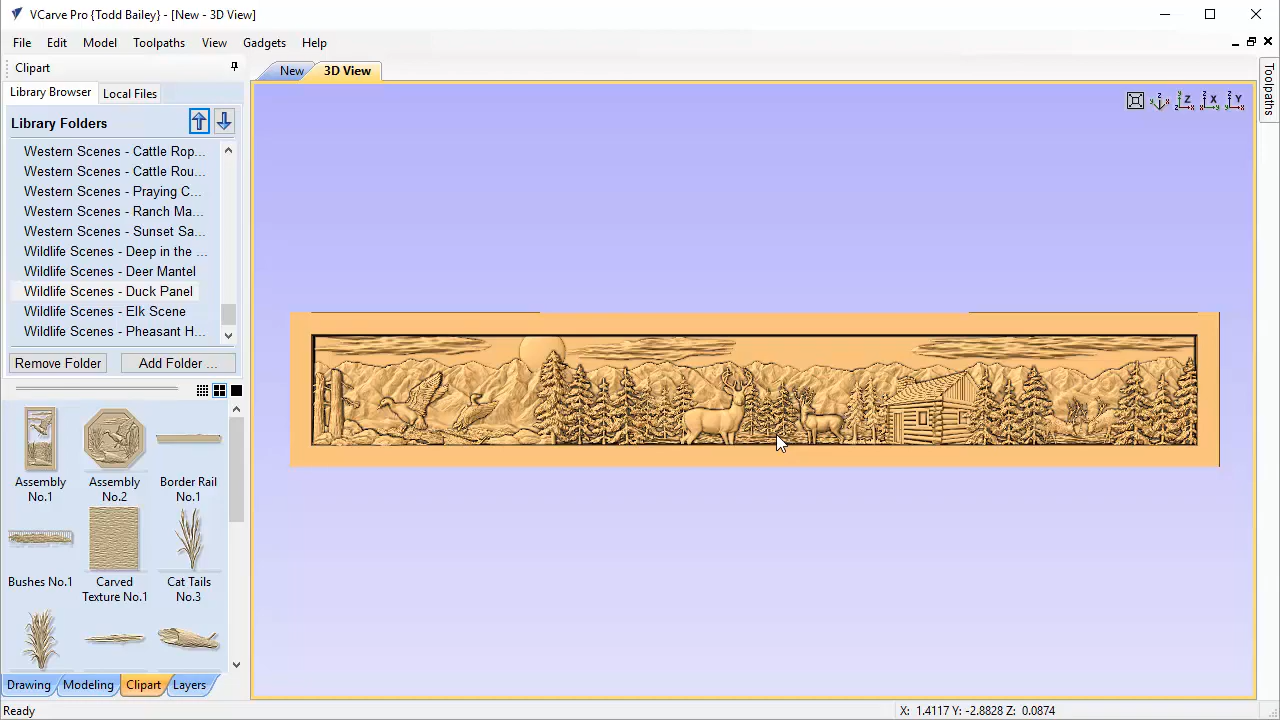 VCarve Pro {Todd Bailey} - [New - 3D View]
File Edit Model Toolpaths View Gadgets Help
Clipart
Library Browser Local Files
New 3D View
Toolpaths
Library Folders
Z X Y
Western Scenes - Cattle Rop...
Western Scenes - Cattle Rou...
Western Scenes - Praying C...
Western Scenes - Ranch Ma...
Western Scenes - Sunset Sa...
Wildlife Scenes - Deep in the ...
Wildlife Scenes - Deer Mantel
Wildlife Scenes - Duck Panel
Wildlife Scenes - Elk Scene
Wildlife Scenes - Pheasant H...
Remove Folder Add Folder ...
Assembly No.1
Assembly No.2
Border Rail No.1
Bushes No.1
Carved Texture No.1
Cat Tails No.3
Drawing Modeling Clipart Layers
Ready X: 1.4117 Y: -2.8828 Z: 0.0874